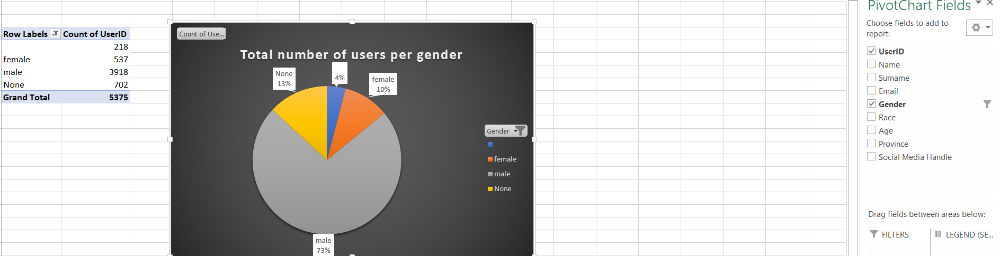 Row Labels Count of UserID
218
female 537
male 3918
None 702
Grand Total 5375
Count of Use...
Total number of users per gender
None
13%
4%
female
10%
male
73%
Gender
female
male
None
PivotChart Fields
Choose fields to add to
report:
UserID
Name
Surname
Email
Gender
Race
Age
Province
Social Media Handle
Drag fields between areas below:
FILTERS
LEGEND (SE...